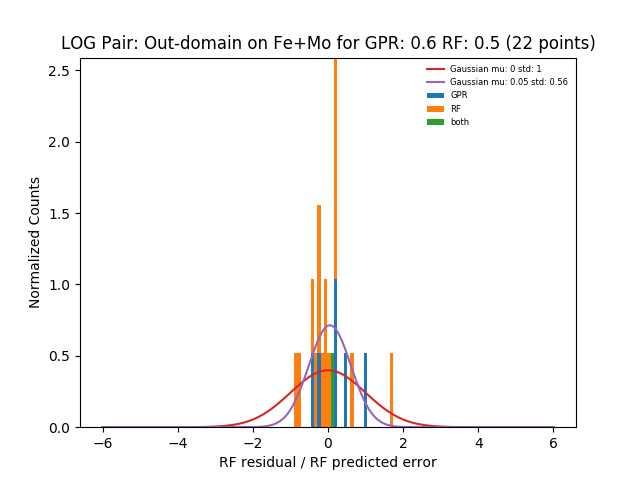 LOG Pair: Out-domain on Fe+Mo for GPR: 0.6 RF: 0.5 (22 points)
Gaussian mu: 0 std: 1
Gaussian mu: 0.05 std: 0.56
GPR
RF
both
Normalized Counts
2.5
2.0
1.5
1.0
0.5
0.0
−6 −4 −2 0 2 4 6
RF residual / RF predicted error